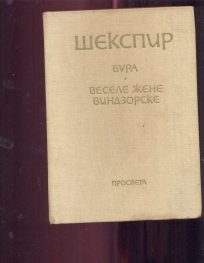 ШЕКСПИР
БУРА
•
ВЕСЕЛЕ ЖЕНЕ
ВИНДЗОРСКЕ
ПРОСВЕТА